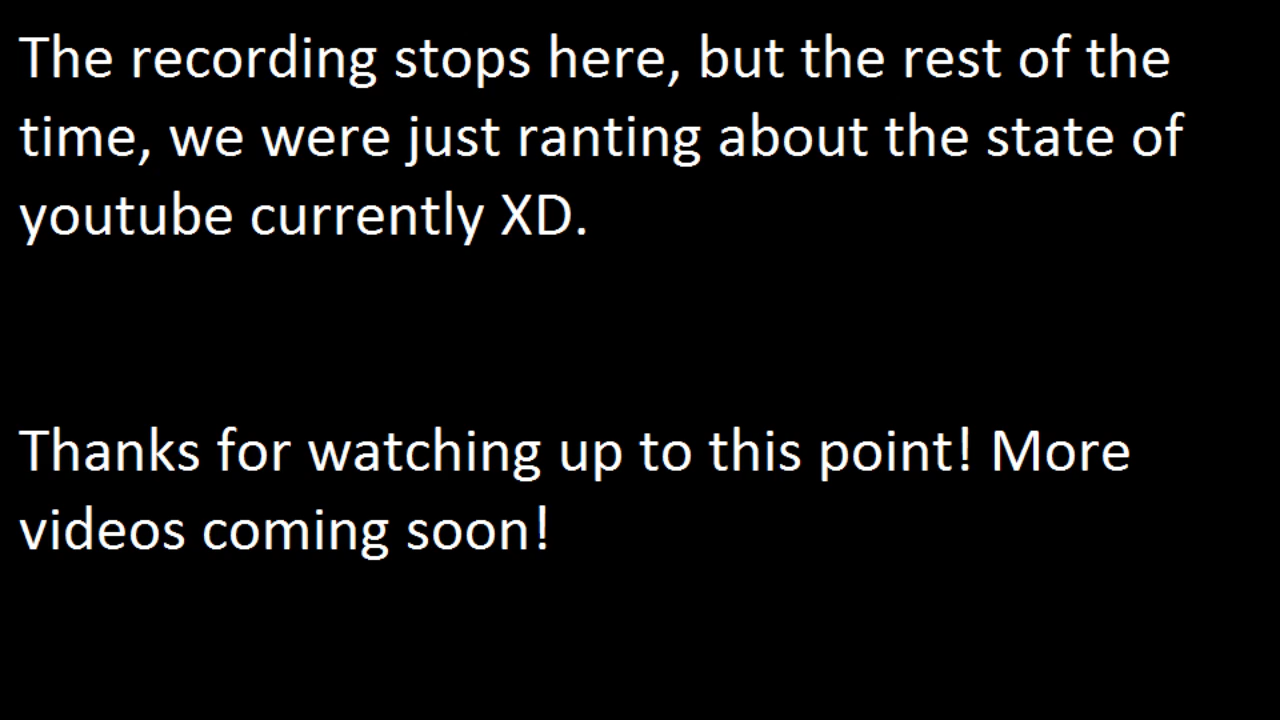 The recording stops here, but the rest of the
time, we were just ranting about the state of
youtube currently XD.
Thanks for watching up to this point! More
videos coming soon!